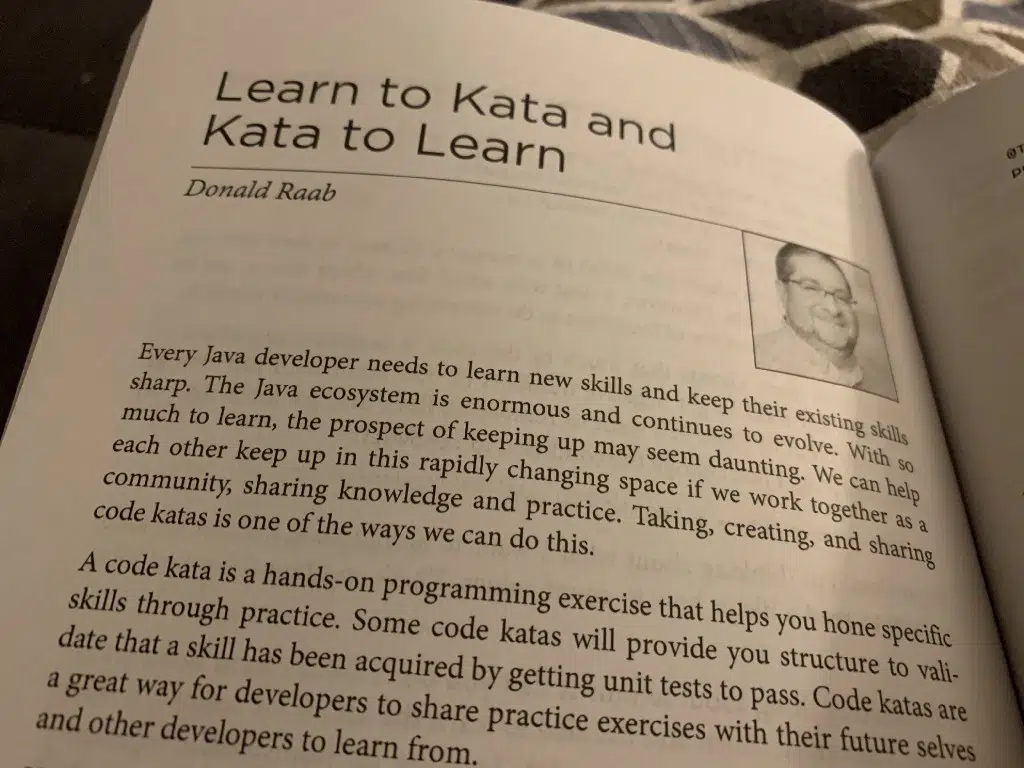 Learn to Kata and
Kata to Learn
Donald Raab
Every Java developer needs to learn new skills and keep their existing skills
sharp. The Java ecosystem is enormous and continues to evolve. With so
much to learn, the prospect of keeping up may seem daunting. We can help
each other keep up in this rapidly changing space if we work together as a
community, sharing knowledge and practice. Taking, creating, and sharing
code katas is one of the ways we can do this.
A code kata is a hands-on programming exercise that helps you hone specific
skills through practice. Some code katas will provide you structure to vali-
date that a skill has been acquired by getting unit tests to pass. Code katas are
a great way for developers to share practice exercises with their future selves
and other developers to learn from.